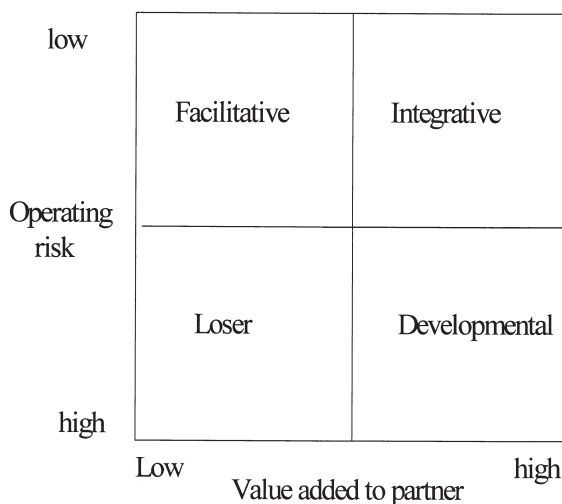 low
Facilitative
Integrative
Operating
risk
Loser
Developmental
high
Low
high
Value added to partner